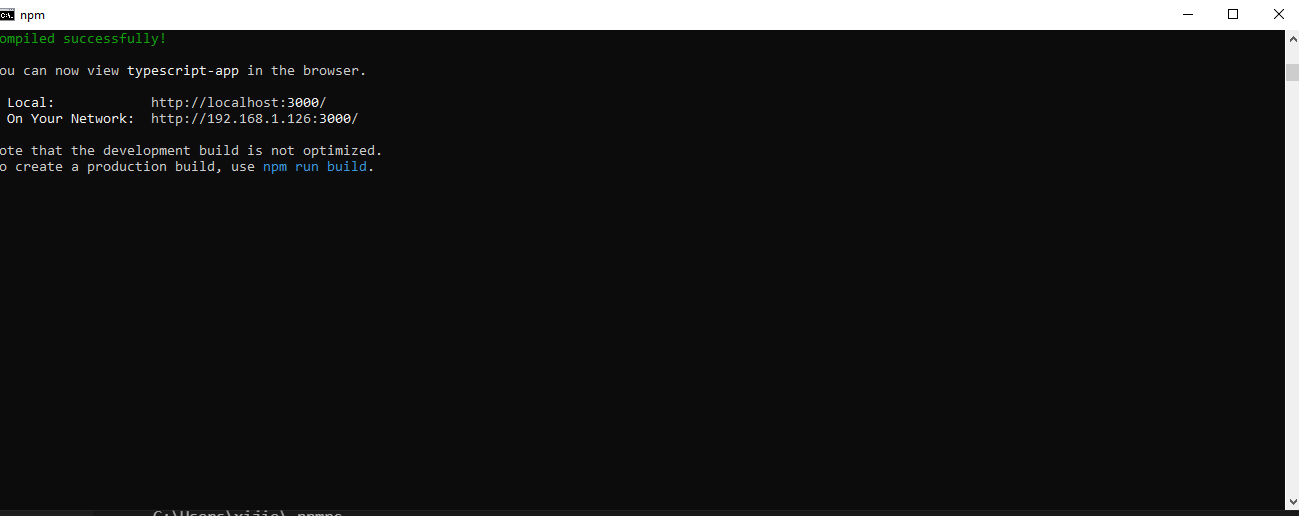 npm
ompiled successfully!
ou can now view typescript-app in the browser.
Local: http://localhost:3000/
On Your Network: http://192.168.1.126:3000/
ote that the development build is not optimized.
o create a production build, use npm run build.